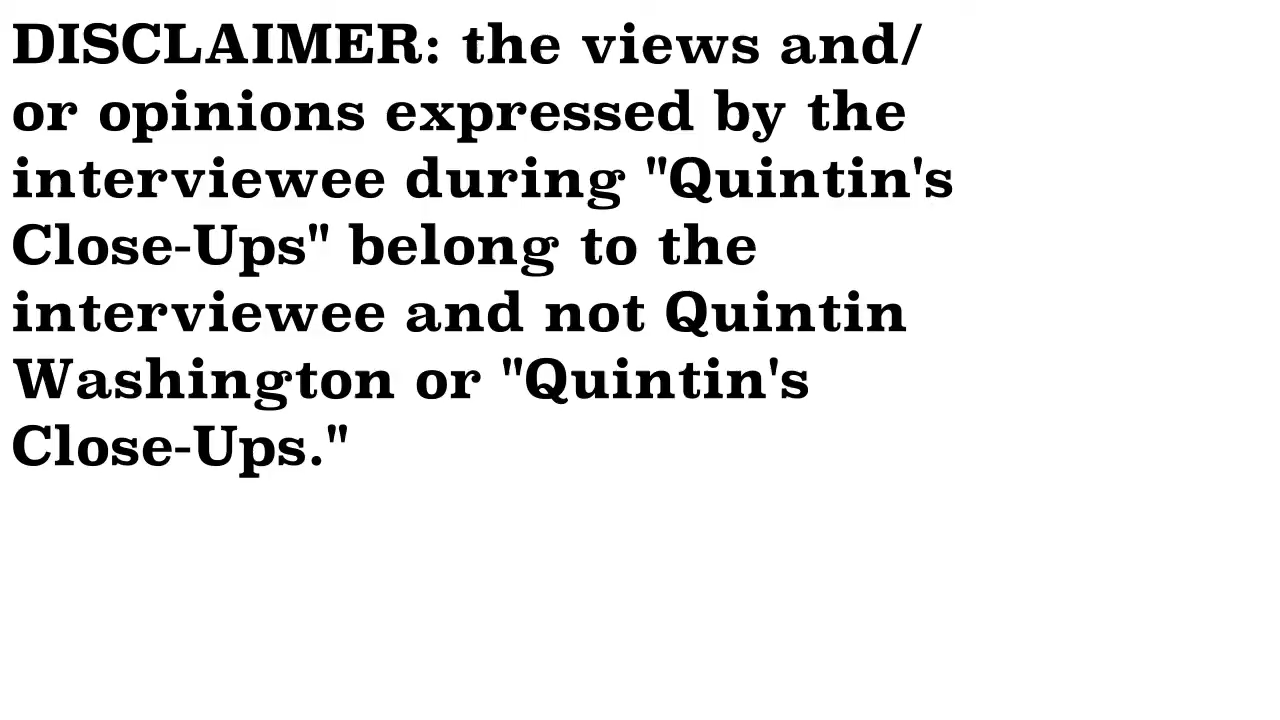 DISCLAIMER: the views and/
or opinions expressed by the
interviewee during "Quintin's
Close-Ups" belong to the
interviewee and not Quintin
Washington or "Quintin's
Close-Ups."